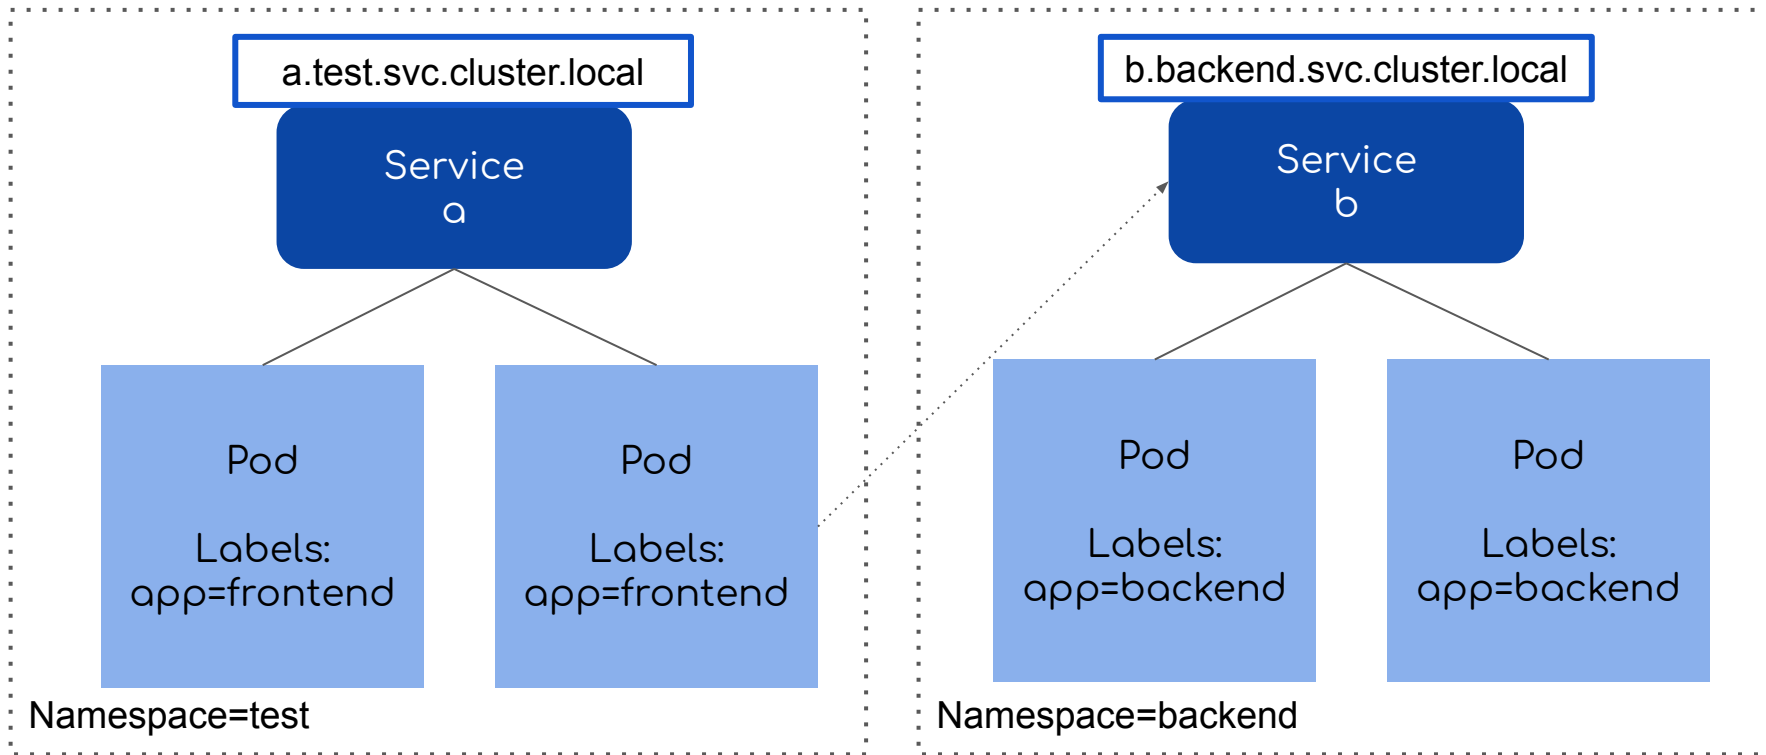 a.test.svc.cluster.local
Service
a
Pod
Labels:
app=frontend
Pod
Labels:
app=frontend
Namespace=test
b.backend.svc.cluster.local
Service
b
Pod
Labels:
app=backend
Pod
Labels:
app=backend
Namespace=backend